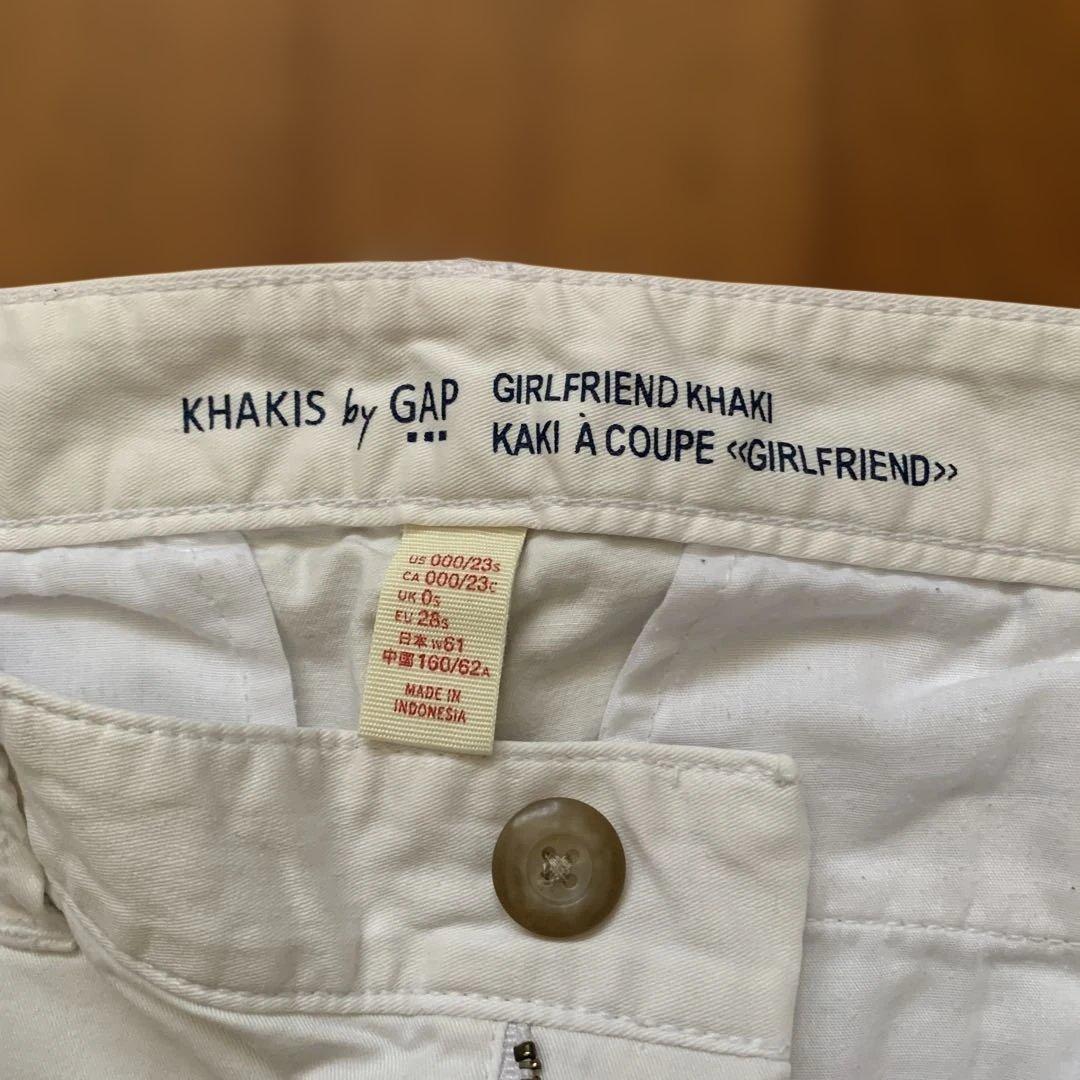 KHAKIS by GAP
GIRLFRIEND KHAKI
KAKI À COUPE «GIRLFRIEND»
US 000/23S
CA 000/23C
UK 0S
EU 28S
日本 W61
中國 160/62A
MADE IN
INDONESIA